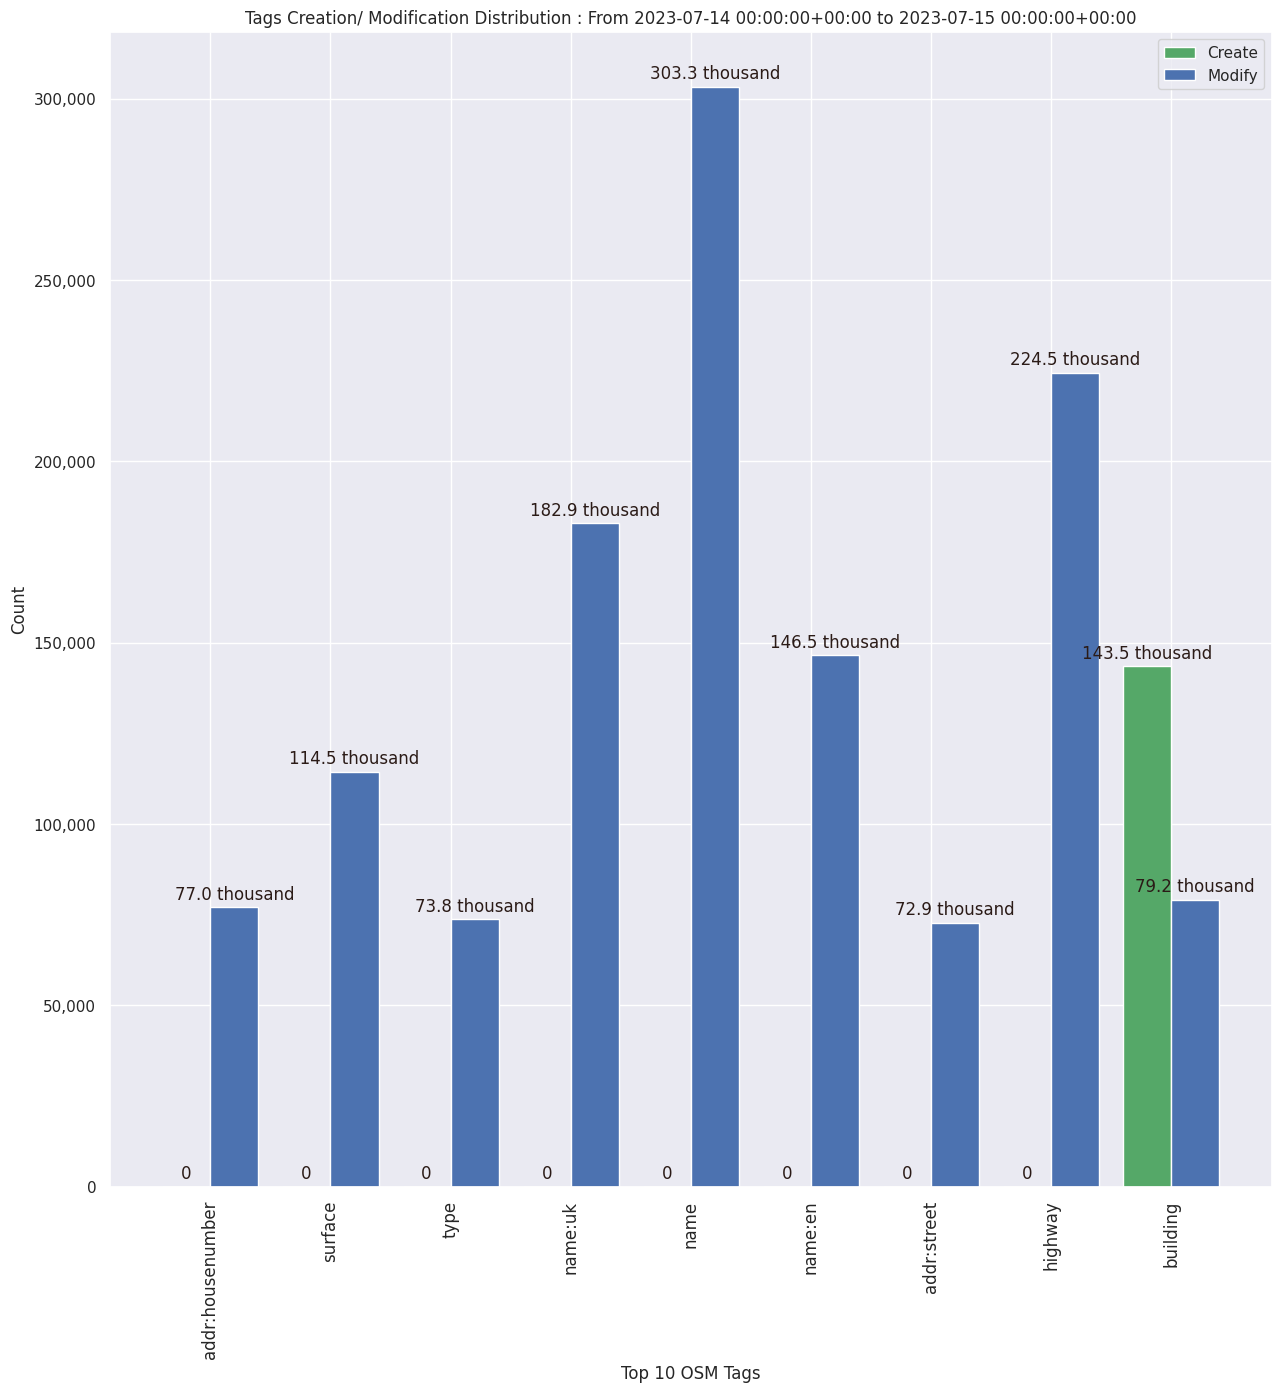 Tags Creation/ Modification Distribution : From 2023-07-14 00:00:00+00:00 to 2023-07-15 00:00:00+00:00
Create
Modify
303.3 thousand
300,000
250,000
224.5 thousand
200,000
182.9 thousand
150,000
146.5 thousand
143.5 thousand
114.5 thousand
100,000
77.0 thousand
73.8 thousand
72.9 thousand
79.2 thousand
50,000
0
0 0 0 0 0 0 0 0
Count
addr:housenumber
surface
type
name:uk
name
name:en
addr:street
highway
building
Top 10 OSM Tags